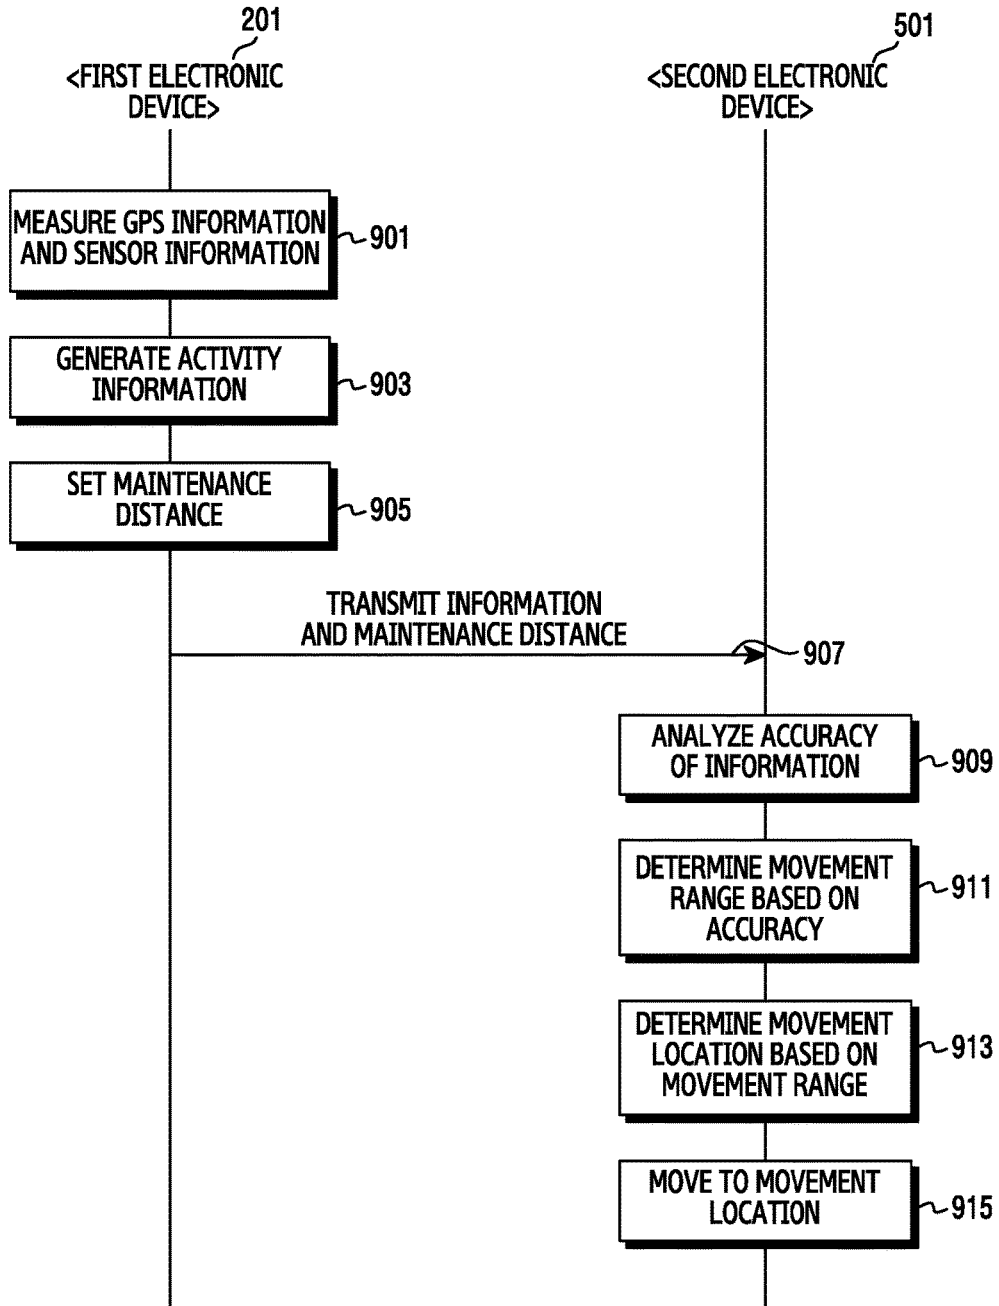 201
<FIRST ELECTRONIC
DEVICE>
501
<SECOND ELECTRONIC
DEVICE>
MEASURE GPS INFORMATION
AND SENSOR INFORMATION
901
GENERATE ACTIVITY
INFORMATION
903
SET MAINTENANCE
DISTANCE
905
TRANSMIT INFORMATION
AND MAINTENANCE DISTANCE
907
ANALYZE ACCURACY
OF INFORMATION
909
DETERMINE MOVEMENT
RANGE BASED ON
ACCURACY
911
DETERMINE MOVEMENT
LOCATION BASED ON
MOVEMENT RANGE
913
MOVE TO MOVEMENT
LOCATION
915